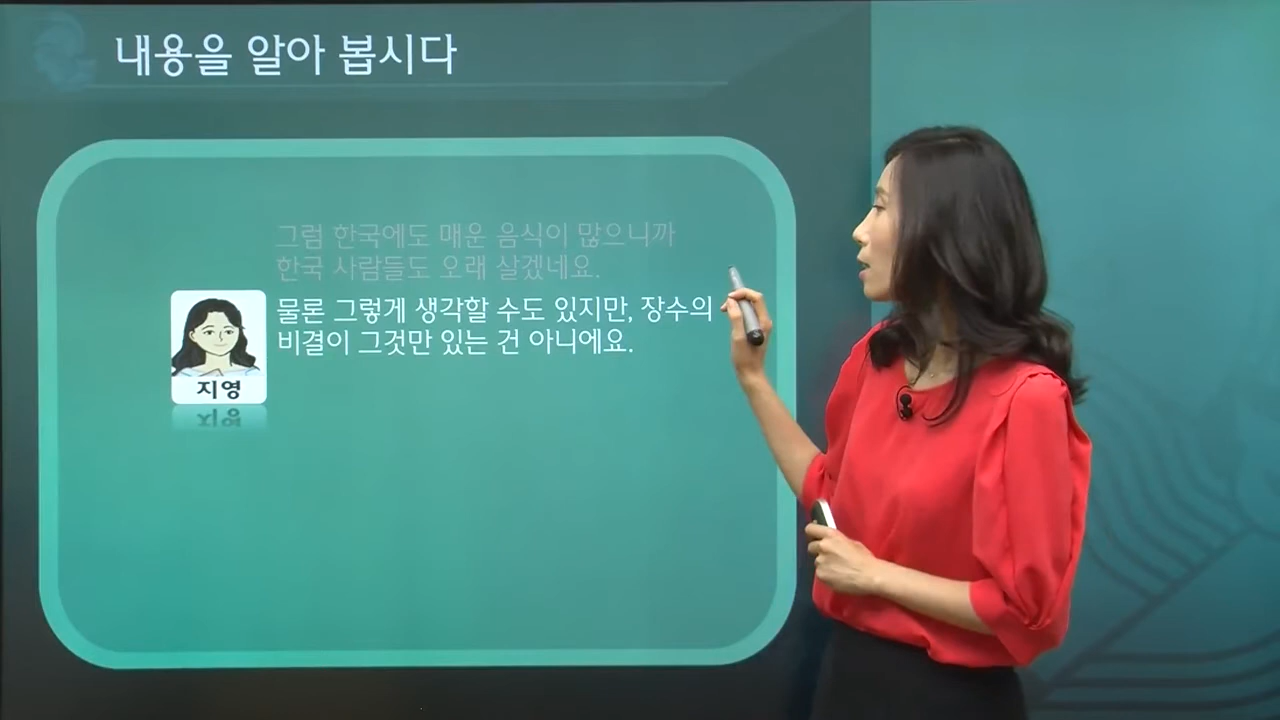 내용을 알아 봅시다
그럼 한국에도 매운 음식이 많으니까
한국 사람들도 오래 살겠네요.
물론 그렇게 생각할 수도 있지만, 장수의
비결이 그것만 있는 건 아니에요.
지영